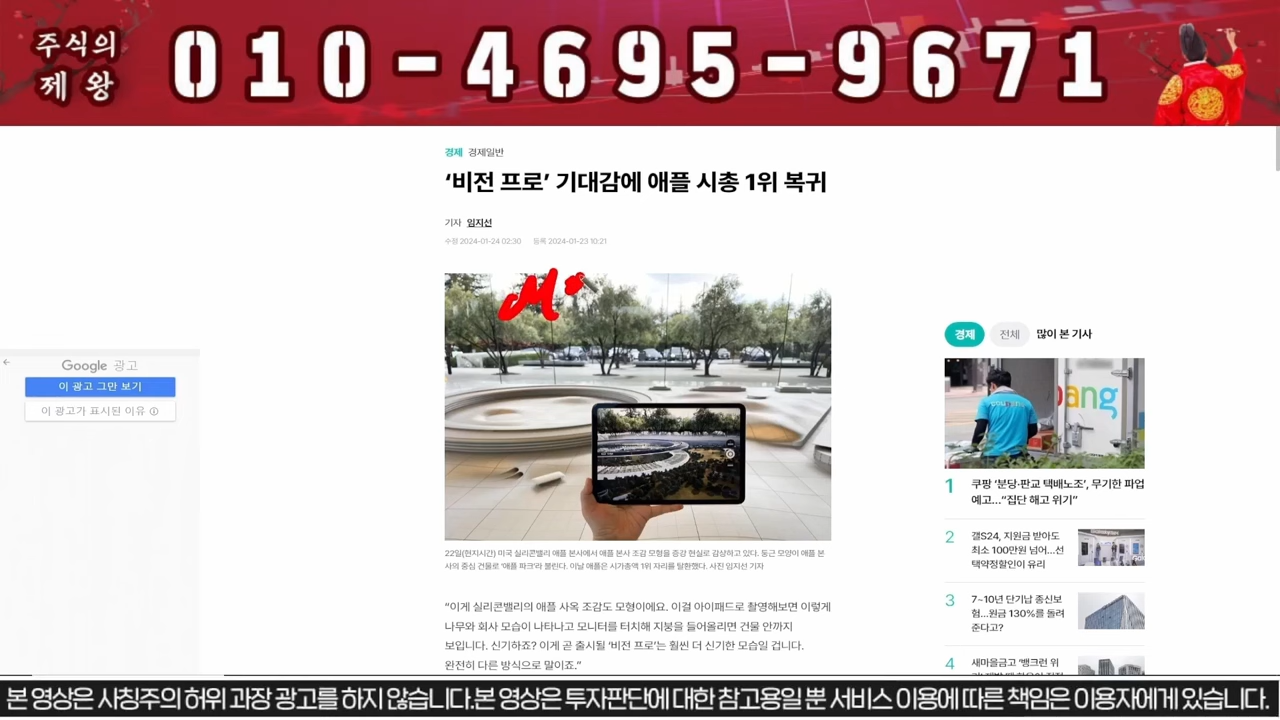 주식의
제 왕
010-4695-9671
경제 경제일반
‘비전 프로’ 기대감에 애플 시총 1위 복귀
기자 임지선
수정 2024-01-24 02:30 등록 2024-01-23 10:21
22일(현지시간) 미국 실리콘밸리 애플 본사에서 애플 본사 조감 모형을 증강 현실로 감상하고 있다. 둥근 모양이 애플 본
사의 중심 건물로 ‘애플 파크’라 불린다. 이날 애플은 시가총액 1위 자리를 탈환했다. 사진 임지선 기자
“이게 실리콘밸리의 애플 사옥 조감도 모형이에요. 이걸 아이패드로 촬영해보면 이렇게
나무와 회사 모습이 나타나고 모니터를 터치해 지붕을 들어올리면 건물 안까지
보입니다. 신기하죠? 이게 곧 출시될 ‘비전 프로’는 훨씬 더 신기한 모습일 겁니다.
완전히 다른 방식으로 말이죠.”
Google 광고
이 광고 그만 보기
이 광고가 표시된 이유
경제 전체 많이 본 기사
1 쿠팡 ‘분당·판교 택배노조’, 무기한 파업
예고…“집단 해고 위기”
2 갤S24, 지원금 받아도
최소 100만원 넘어…선
택약정할인이 유리
3 7~10년 단기납 종신보
험…원금 130%를 돌려
준다고?
4 새마을금고 ‘뱅크런 위
본 영상은 사칭주의 허위 과장 광고를 하지 않습니다.본 영상은 투자판단에 대한 참고용일 뿐 서비스 이용에 따른 책임은 이용자에게 있습니다.